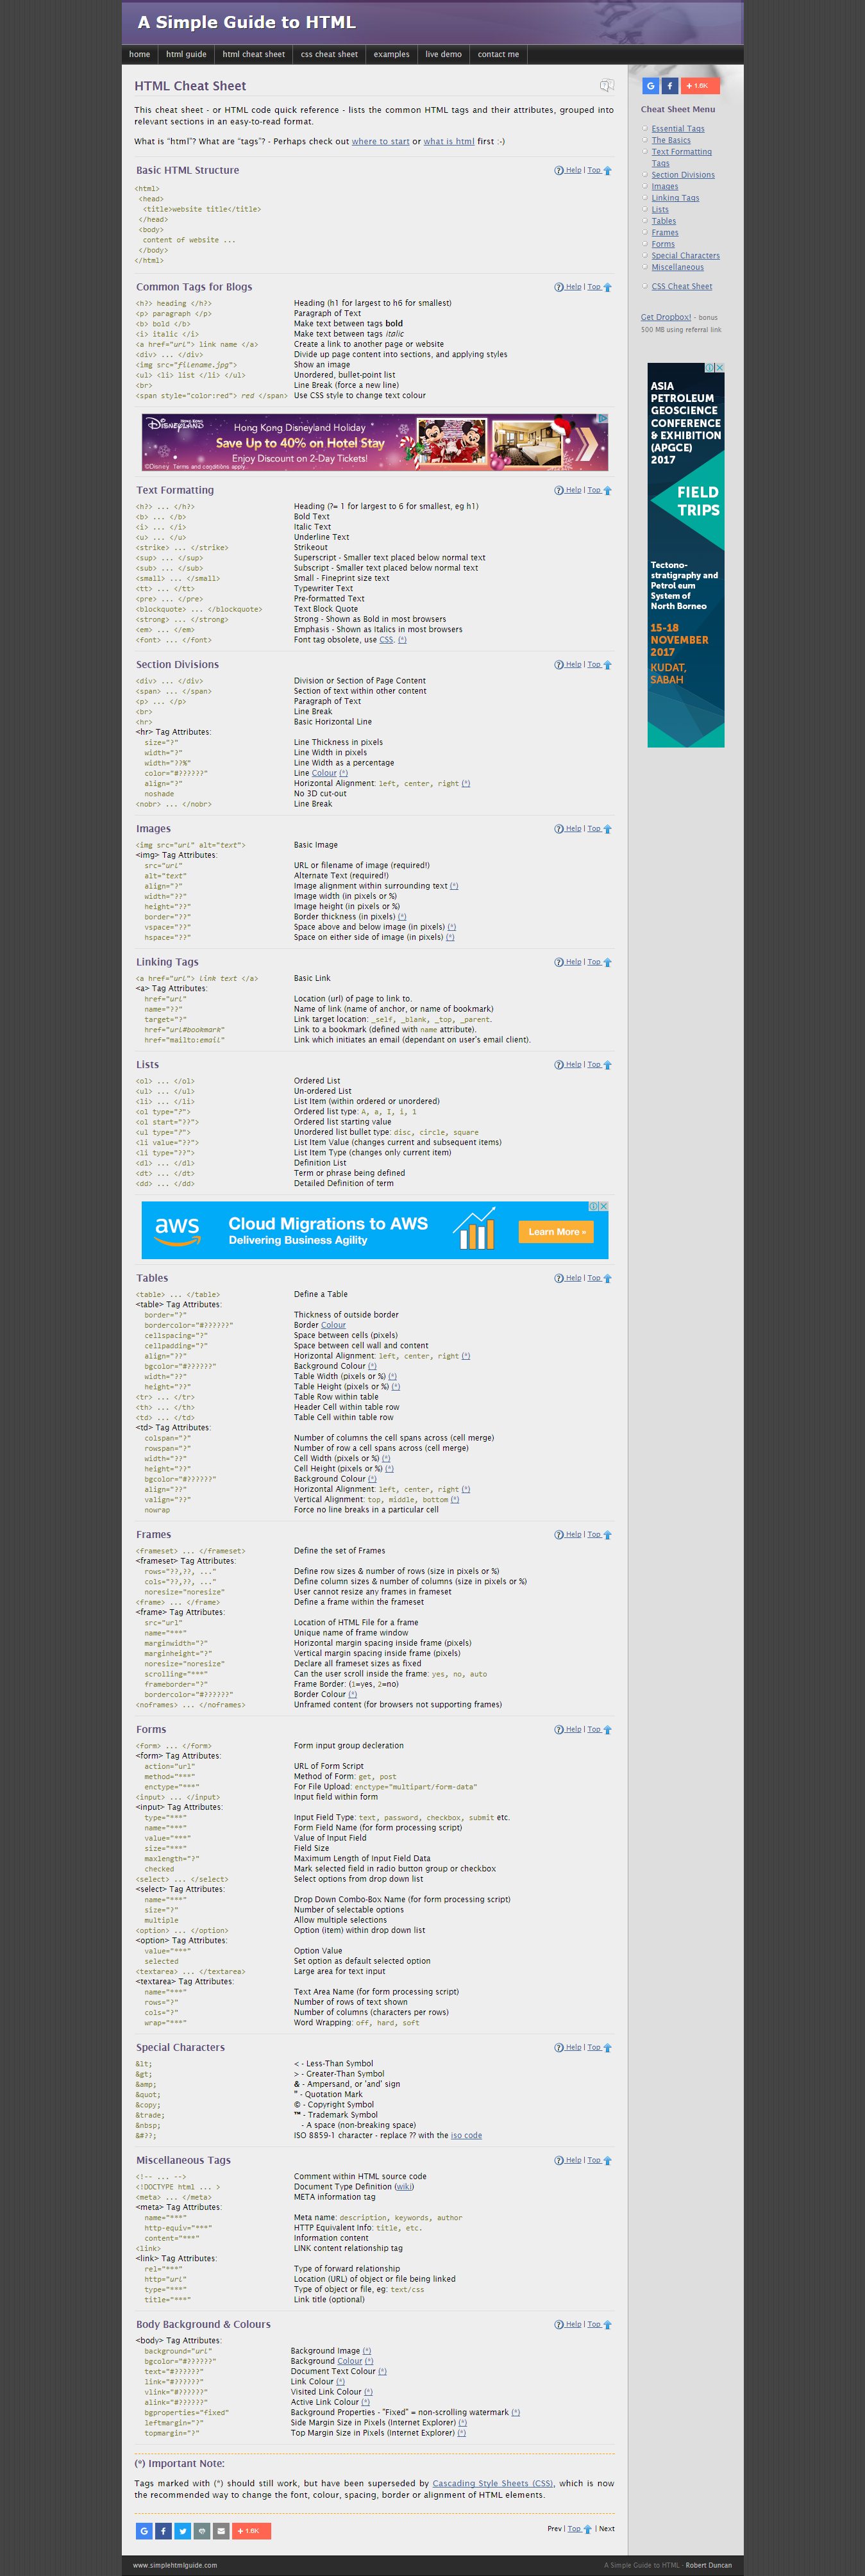 A Simple Guide to HTML
home html guide html cheat sheet css cheat sheet examples live demo contact me
HTML Cheat Sheet
This cheat sheet - or HTML code quick reference - lists the common HTML tags and their attributes, grouped into
relevant sections in an easy-to-read format.
What is "html"? What are "tags"? - Perhaps check out where to start or what is html first :-)
Basic HTML Structure Help | Top
<html>
<head>
<title>website title</title>
</head>
<body>
content of website ...
</body>
</html>
Common Tags for Blogs Help | Top
<h?> heading </h?> Heading (h1 for largest to h6 for smallest)
<p> paragraph </p> Paragraph of Text
<b> bold </b> Make text between tags bold
<i> italic </i> Make text between tags italic
<a href="url"> link name </a> Create a link to another page or website
<div> ... </div> Divide up page content into sections, and applying styles
<img src="filename.jpg"> Show an image
<ul> <li> list </li> </ul> Unordered, bullet-point list
<br> Line Break (force a new line)
<span style="color:red"> red </span> Use CSS style to change text colour
HONG KONG Disneyland
Hong Kong Disneyland Holiday
Save Up to 40% on Hotel Stay
Enjoy Discount on 2-Day Tickets!
©Disney Terms and conditions apply
Text Formatting Help | Top
<h?> ... </h?> Heading (?= 1 for largest to 6 for smallest, eg h1)
<b> ... </b> Bold Text
<i> ... </i> Italic Text
<u> ... </u> Underline Text
<strike> ... </strike> Strikeout
<sup> ... </sup> Superscript - Smaller text placed below normal text
<sub> ... </sub> Subscript - Smaller text placed below normal text
<small> ... </small> Small - Fineprint size text
<tt> ... </tt> Typewriter Text
<pre> ... </pre> Pre-formatted Text
<blockquote> ... </blockquote> Text Block Quote
<strong> ... </strong> Strong - Shown as Bold in most browsers
<em> ... </em> Emphasis - Shown as Italics in most browsers
<font> ... </font> Font tag obsolete, use CSS. (*)
Section Divisions Help | Top
<div> ... </div> Division or Section of Page Content
<span> ... </span> Section of text within other content
<p> ... </p> Paragraph of Text
<br> Line Break
<hr> Basic Horizontal Line
<hr> Tag Attributes:
size="?" Line Thickness in pixels
width="?" Line Width in pixels
width="??%" Line Width as a percentage
color="#??????" Line Colour (*)
align="?" Horizontal Alignment: left, center, right (*)
noshade No 3D cut-out
<nobr> ... </nobr> Line Break
Images Help | Top
<img src="url" alt="text"> Basic Image
<img> Tag Attributes:
src="url" URL or filename of image (required!)
alt="text" Alternate Text (required!)
align="?" Image alignment within surrounding text (*)
width="??" Image width (in pixels or %)
height="??" Image height (in pixels or %)
border="??" Border thickness (in pixels) (*)
vspace="??" Space above and below image (in pixels) (*)
hspace="??" Space on either side of image (in pixels) (*)
Linking Tags Help | Top
<a href="url"> link text </a> Basic Link
<a> Tag Attributes:
href="url" Location (url) of page to link to.
name="??" Name of link (name of anchor, or name of bookmark)
target="?" Link target location: _self, _blank, _top, _parent.
href="url#bookmark" Link to a bookmark (defined with name attribute).
href="mailto:email" Link which initiates an email (dependant on user's email client).
Lists Help | Top
<ol> ... </ol> Ordered List
<ul> ... </ul> Un-ordered List
<li> ... </li> List Item (within ordered or unordered)
<ol type="?"> Ordered list type: A, a, I, i, 1
<ol start="??"> Ordered list starting value
<ul type="?"> Unordered list bullet type: disc, circle, square
<li value="??"> List Item Value (changes current and subsequent items)
<li type="??"> List Item Type (changes only current item)
<dl> ... </dl> Definition List
<dt> ... </dt> Term or phrase being defined
<dd> ... </dd> Detailed Definition of term
aws Cloud Migrations to AWS
Delivering Business Agility
Learn More »
Tables Help | Top
<table> ... </table> Define a Table
<table> Tag Attributes:
border="?" Thickness of outside border
bordercolor="#??????" Border Colour
cellspacing="?" Space between cells (pixels)
cellpadding="?" Space between cell wall and content
align="??" Horizontal Alignment: left, center, right (*)
bgcolor="#??????" Background Colour (*)
width="??" Table Width (pixels or %) (*)
height="??" Table Height (pixels or %) (*)
<tr> ... </tr> Table Row within table
<th> ... </th> Header Cell within table row
<td> ... </td> Table Cell within table row
<td> Tag Attributes:
colspan="?" Number of columns the cell spans across (cell merge)
rowspan="?" Number of row a cell spans across (cell merge)
width="??" Cell Width (pixels or %) (*)
height="??" Cell Height (pixels or %) (*)
bgcolor="#??????" Background Colour (*)
align="??" Horizontal Alignment: left, center, right (*)
valign="??" Vertical Alignment: top, middle, bottom (*)
nowrap Force no line breaks in a particular cell
Frames Help | Top
<frameset> ... </frameset> Define the set of Frames
<frameset> Tag Attributes:
rows="??,??, ..." Define row sizes & number of rows (size in pixels or %)
cols="??,??, ..." Define column sizes & number of columns (size in pixels or %)
noresize="noresize" User cannot resize any frames in frameset
<frame> ... </frame> Define a frame within the frameset
<frame> Tag Attributes:
src="url" Location of HTML File for a frame
name="***" Unique name of frame window
marginwidth="?" Horizontal margin spacing inside frame (pixels)
marginheight="?" Vertical margin spacing inside frame (pixels)
noresize="noresize" Declare all frameset sizes as fixed
scrolling="***" Can the user scroll inside the frame: yes, no, auto
frameborder="?" Frame Border: (1=yes, 2=no)
bordercolor="#??????" Border Colour (*)
<noframes> ... </noframes> Unframed content (for browsers not supporting frames)
Forms Help | Top
<form> ... </form> Form input group decleration
<form> Tag Attributes:
action="url" URL of Form Script
method="***" Method of Form: get, post
enctype="***" For File Upload: enctype="multipart/form-data"
<input> ... </input> Input field within form
<input> Tag Attributes:
type="***" Input Field Type: text, password, checkbox, submit etc.
name="***" Form Field Name (for form processing script)
value="***" Value of Input Field
size="***" Field Size
maxlength="?" Maximum Length of Input Field Data
checked Mark selected field in radio button group or checkbox
<select> ... </select> Select options from drop down list
<select> Tag Attributes:
name="***" Drop Down Combo-Box Name (for form processing script)
size="?" Number of selectable options
multiple Allow multiple selections
<option> ... </option> Option (item) within drop down list
<option> Tag Attributes:
value="***" Option Value
selected Set option as default selected option
<textarea> ... </textarea> Large area for text input
<textarea> Tag Attributes:
name="***" Text Area Name (for form processing script)
rows="?" Number of rows of text shown
cols="?" Number of columns (characters per rows)
wrap="***" Word Wrapping: off, hard, soft
Special Characters Help | Top
&lt; < - Less-Than Symbol
&gt; > - Greater-Than Symbol
&amp; & - Ampersand, or 'and' sign
&quot; " - Quotation Mark
&copy; © - Copyright Symbol
&trade; ™ - Trademark Symbol
&nbsp; - A space (non-breaking space)
&#??; ISO 8859-1 character - replace ?? with the iso code
Miscellaneous Tags Help | Top
<!-- ... --> Comment within HTML source code
<!DOCTYPE html ... > Document Type Definition (wiki)
<meta> ... </meta> META information tag
<meta> Tag Attributes:
name="***" Meta name: description, keywords, author
http-equiv="***" HTTP Equivalent Info: title, etc.
content="***" Information content
<link> LINK content relationship tag
<link> Tag Attributes:
rel="***" Type of forward relationship
http="url" Location (URL) of object or file being linked
type="***" Type of object or file, eg: text/css
title="***" Link title (optional)
Body Background & Colours Help | Top
<body> Tag Attributes:
background="url" Background Image (*)
bgcolor="#??????" Background Colour (*)
text="#??????" Document Text Colour (*)
link="#??????" Link Colour (*)
vlink="#??????" Visited Link Colour (*)
alink="#??????" Active Link Colour (*)
bgproperties="fixed" Background Properties - "Fixed" = non-scrolling watermark (*)
leftmargin="?" Side Margin Size in Pixels (Internet Explorer) (*)
topmargin="?" Top Margin Size in Pixels (Internet Explorer) (*)
(*) Important Note:
Tags marked with (*) should still work, but have been superseded by Cascading Style Sheets (CSS), which is now
the recommended way to change the font, colour, spacing, border or alignment of HTML elements.
1.6K
Prev | Top | Next
1.6K
Cheat Sheet Menu
Essential Tags
The Basics
Text Formatting
Tags
Section Divisions
Images
Linking Tags
Lists
Tables
Frames
Forms
Special Characters
Miscellaneous
CSS Cheat Sheet
Get Dropbox! - bonus
500 MB using referral link
ASIA
PETROLEUM
GEOSCIENCE
CONFERENCE
& EXHIBITION
(APGCE)
2017
FIELD
TRIPS
Tectono-
stratigraphy and
Petrol eum
System of
North Borneo
15-18
NOVEMBER
2017
KUDAT,
SABAH
www.simplehtmlguide.com A Simple Guide to HTML - Robert Duncan